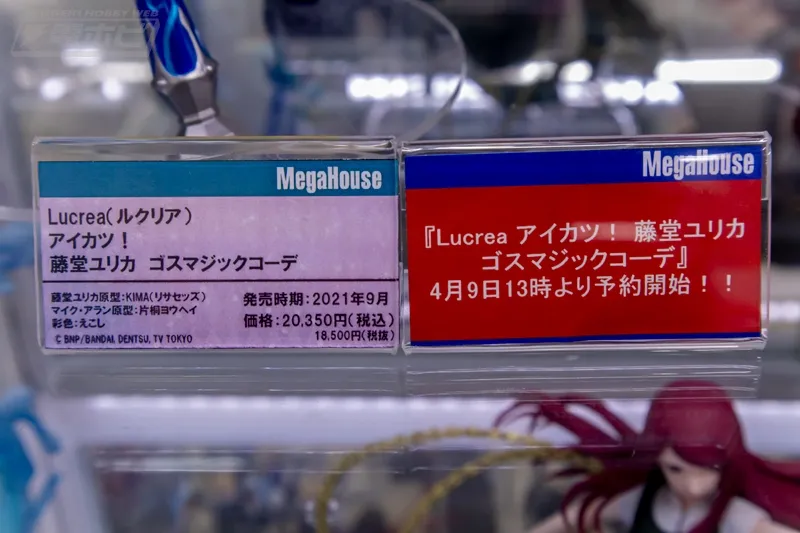 MegaHouse
Lucrea(ルクリア)
アイカツ!
藤堂ユリカ ゴスマジックコーデ
藤堂ユリカ原型:KIMA(リサセッズ)
マイク・アラン原型:片桐ヨウヘイ
彩色:えこし
発売時期:2021年9月
価格:20,350円(税込)
18,500円(税抜)
© BNP/BANDAI, DENTSU, TV TOKYO
MegaHouse
『Lucrea アイカツ! 藤堂ユリカ
ゴスマジックコーデ』
4月9日13時より予約開始!!